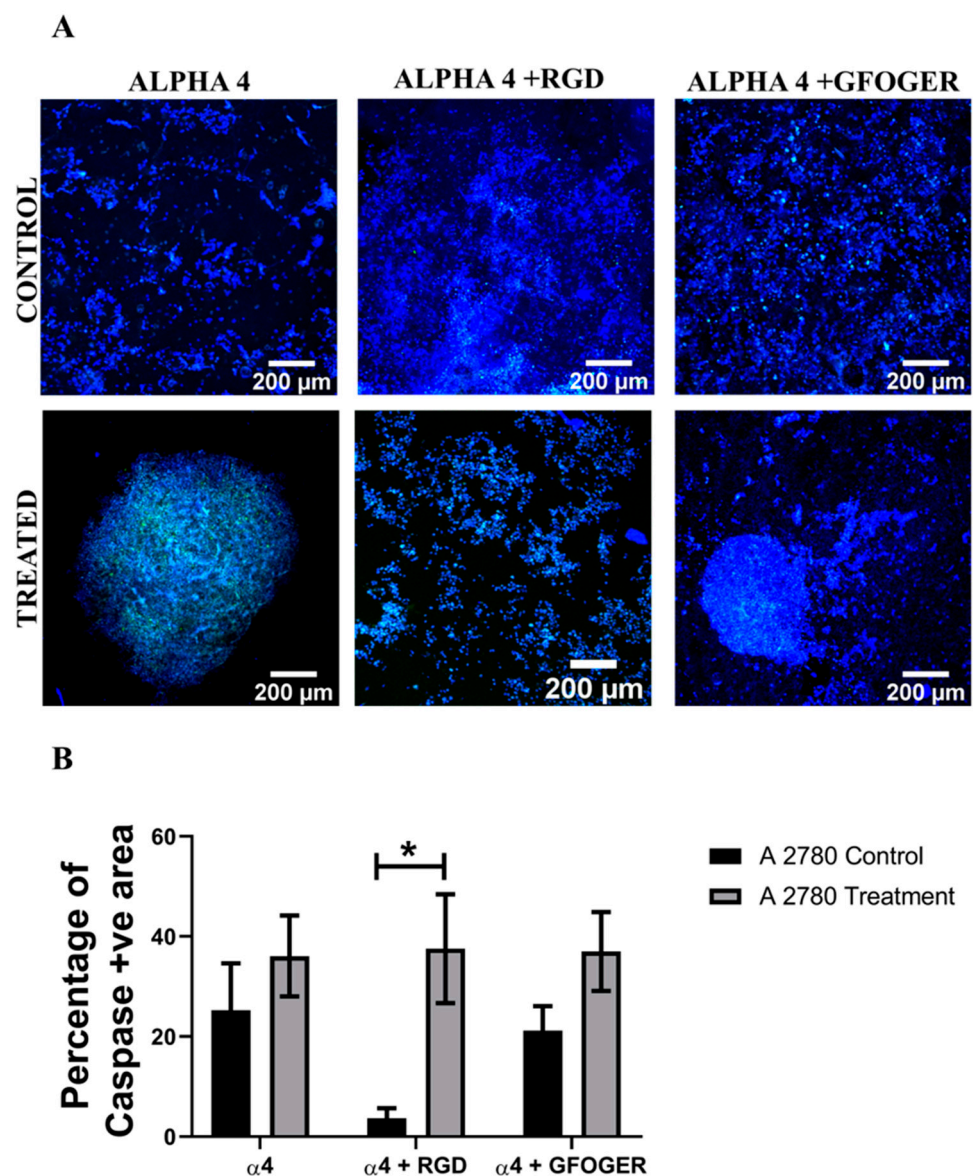 A
ALPHA 4
ALPHA 4 +RGD
ALPHA 4 +GFOGER
CONTROL
200 µm
200 µm
200 µm
TREATED
200 µm
200 µm
200 µm
B
Percentage of
Caspase +ve area
60
40
20
0
*
A 2780 Control
A 2780 Treatment
α4
α4 + RGD
α4 + GFOGER